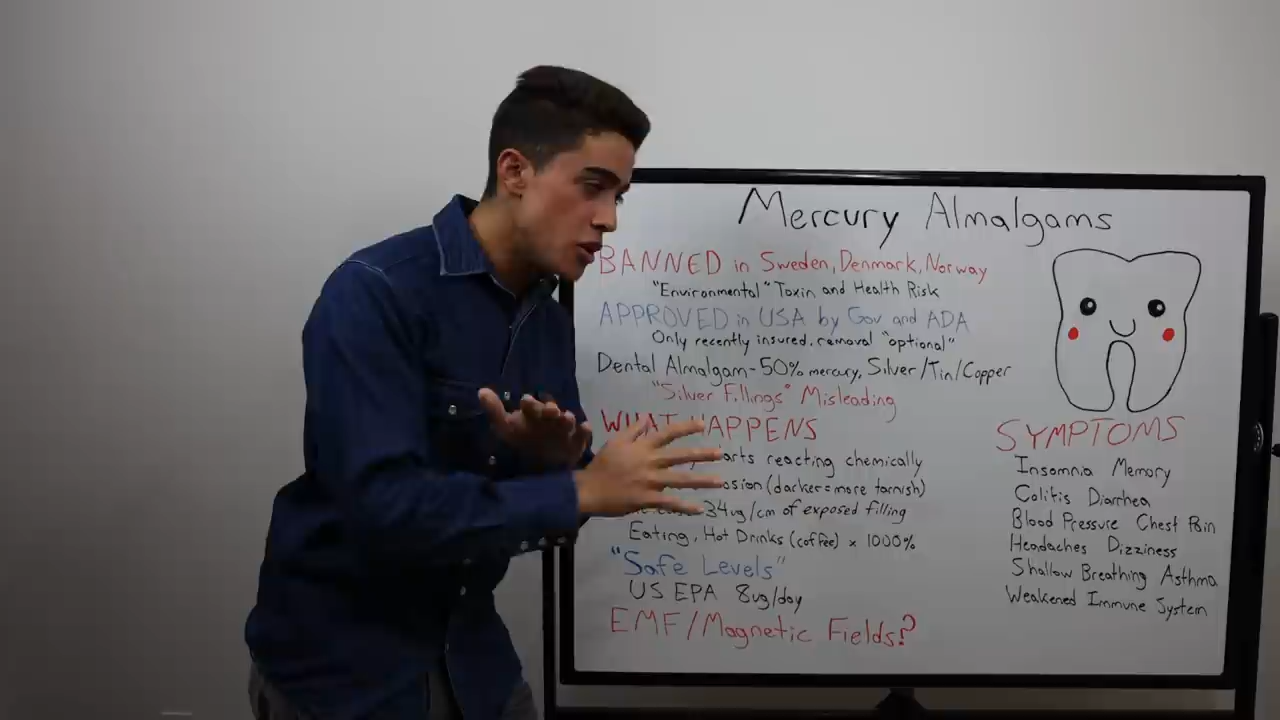 Mercury Almalgams
BANNED in Sweden, Denmark, Norway
"Environmental" Toxin and Health Risk
APPROVED in USA by Gov and ADA
Only recently insured, removal "optional"
Dental Almalgam - 50% mercury, Silver/Tin/Copper
"Silver Fillings" Misleading
WHAT HAPPENS
reacting chemically
(darker=more tarnish)
34ug/cm of exposed filling
Eating, Hot Drinks (coffee) x 1000%
"Safe Levels"
US EPA 8ug/day
EMF/Magnetic Fields?
SYMPTOMS
Insomnia Memory
Colitis Diarrhea
Blood Pressure Chest Pain
Headaches Dizziness
Shallow Breathing Asthma
Weakened Immune System